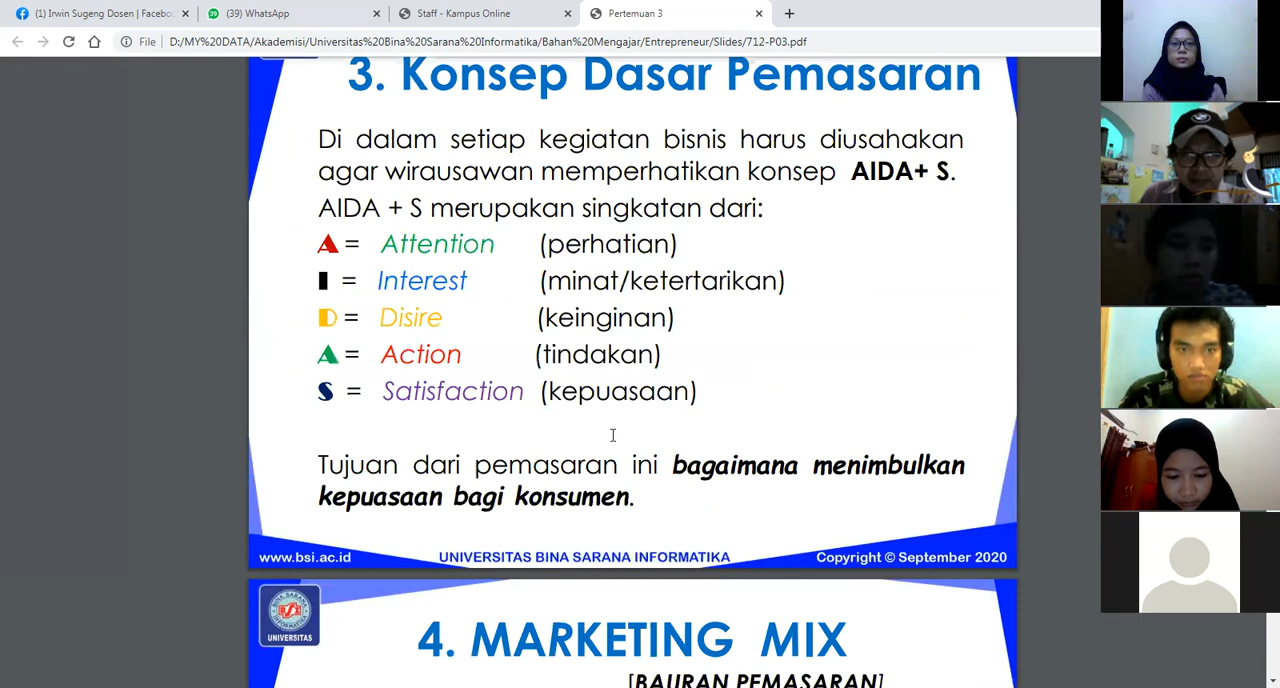 (1) Irwin Sugeng Dosen | Facebo
(39) WhatsApp
Staff - Kampus Online
Pertemuan 3
File
D:/MY%20DATA/Akademisi/Universitas%20Bina%20Sarana%20Informatika/Bahan%20Mengajar/Entrepreneur/Slides/712-P03.pdf
3. Konsep Dasar Pemasaran
Di dalam setiap kegiatan bisnis harus diusahakan
agar wirausawan memperhatikan konsep AIDA+ S.
AIDA + S merupakan singkatan dari:
A = Attention (perhatian)
I = Interest (minat/ketertarikan)
D = Disire (keinginan)
A = Action (tindakan)
S = Satisfaction (kepuasaan)
Tujuan dari pemasaran ini bagaimana menimbulkan
kepuasaan bagi konsumen.
www.bsi.ac.id UNIVERSITAS BINA SARANA INFORMATIKA Copyright © September 2020
BSI
UNIVERSITAS
4. MARKETING MIX
[BAURAN PEMASARAN]